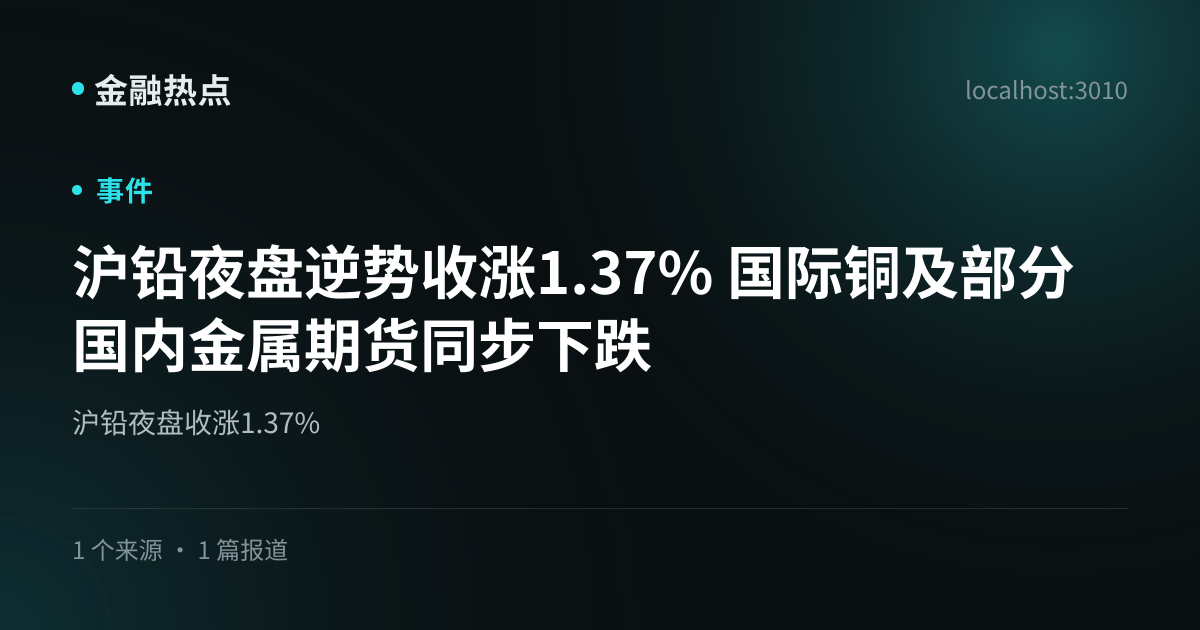 金融热点
localhost:3010
事件
沪铅夜盘逆势收涨1.37% 国际铜及部分
国内金属期货同步下跌
沪铅夜盘收涨1.37%
1 个来源 · 1 篇报道